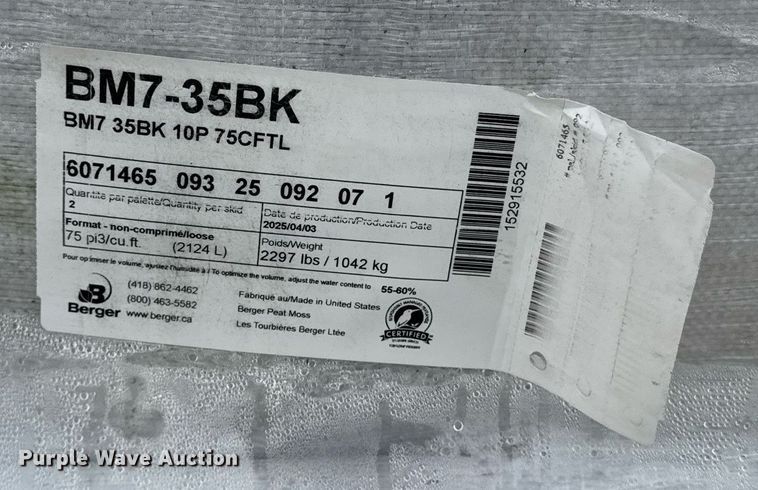 BM7-35BK
BM7 35BK 10P 75CFTL
6071465 093 25 092 07 1
Quantité par palette/Quantity per skid
2
Date de production/Production Date
2025/04/03
Format - non-comprimé/loose
75 pi3/cu.ft. (2124 L)
Poids/Weight
2297 lbs / 1042 kg
Pour optimiser le volume, ajustez l'humidité à / To optimize the volume, adjust the water content to 55-60%
Berger
(418) 862-4462
(800) 463-5582
www.berger.ca
Fabriqué au/Made in United States
Berger Peat Moss
Les Tourbières Berger Ltée
CERTIFIED
152915532
6071465
Purple Wave Auction